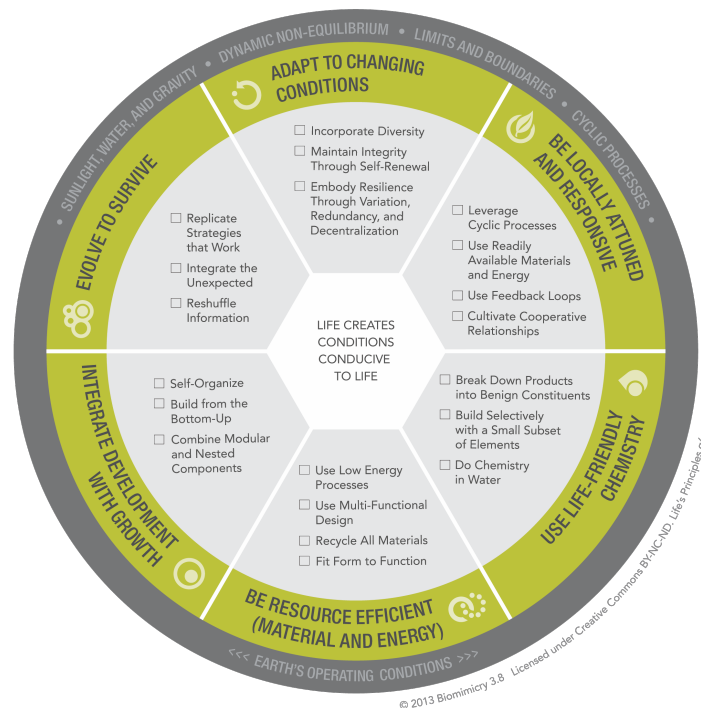 • SUNLIGHT, WATER, AND GRAVITY • DYNAMIC NON-EQUILIBRIUM • LIMITS AND BOUNDARIES • CYCLIC PROCESSES •
ADAPT TO CHANGING
CONDITIONS
Incorporate Diversity
Maintain Integrity
Through Self-Renewal
Embody Resilience
Through Variation,
Redundancy, and
Decentralization
BE LOCALLY ATTUNED
AND RESPONSIVE
Leverage
Cyclic Processes
Use Readily
Available Materials
and Energy
Use Feedback Loops
Cultivate Cooperative
Relationships
USE LIFE-FRIENDLY
CHEMISTRY
Break Down Products
into Benign Constituents
Build Selectively
with a Small Subset
of Elements
Do Chemistry
in Water
BE RESOURCE EFFICIENT
(MATERIAL AND ENERGY)
Use Low Energy
Processes
Use Multi-Functional
Design
Recycle All Materials
Fit Form to Function
INTEGRATE DEVELOPMENT
WITH GROWTH
Self-Organize
Build from the
Bottom-Up
Combine Modular
and Nested
Components
EVOLVE TO SURVIVE
Replicate
Strategies
that Work
Integrate the
Unexpected
Reshuffle
Information
LIFE CREATES
CONDITIONS
CONDUCIVE
TO LIFE
<<< EARTH'S OPERATING CONDITIONS >>>
© 2013 Biomimicry 3.8 Licensed under Creative Commons BY-NC-ND. Life's Principles